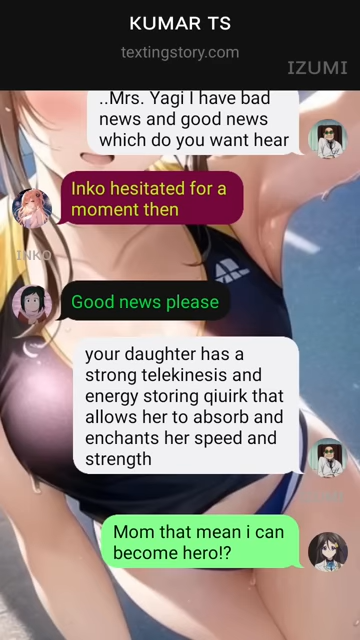 KUMAR TS
textingstory.com
IZUMI
..Mrs. Yagi I have bad
news and good news
which do you want hear
Inko hesitated for a
moment then
INKO
Good news please
your daughter has a
strong telekinesis and
energy storing qiuirk that
allows her to absorb and
enchants her speed and
strength
Mom that mean i can
become hero!?